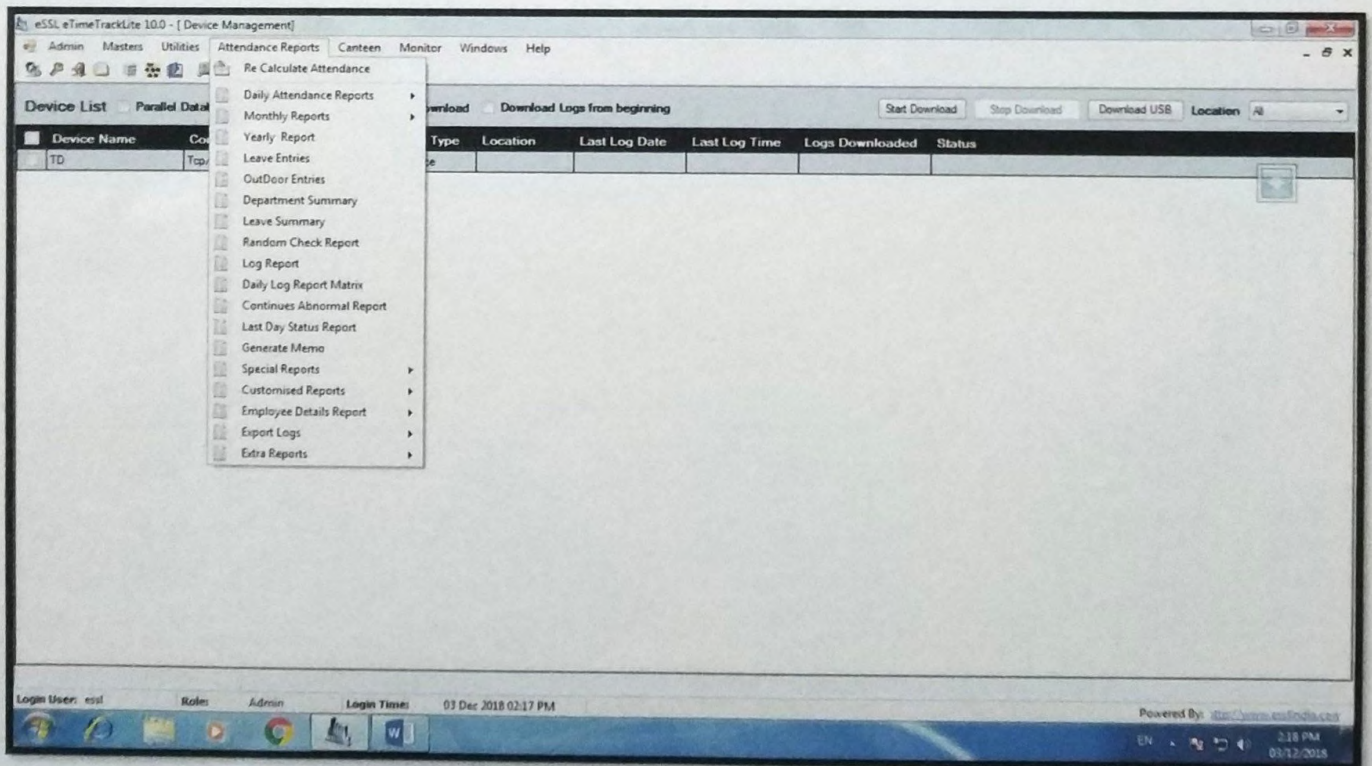 eSSL eTimeTrackLite 10.0 - [ Device Management]
Admin Masters Utilities Attendance Reports Canteen Monitor Windows Help
Re Calculate Attendance
Device List Parallel Download Logs from beginning Start Download Stop Download Download USB Location All
Daily Attendance Reports
Monthly Reports
Device Name Type Location Last Log Date Last Log Time Logs Downloaded Status
Yearly Report
TD Tcp/
Leave Entries
OutDoor Entries
Department Summary
Leave Summary
Random Check Report
Log Report
Daily Log Report Matrix
Continues Abnormal Report
Last Day Status Report
Generate Memo
Special Reports
Customised Reports
Employee Details Report
Export Logs
Extra Reports
Login User: essl Role: Admin Login Time: 03 Dec 2018 02:17 PM
Powered By:
EN 2:18 PM
03/12/2018